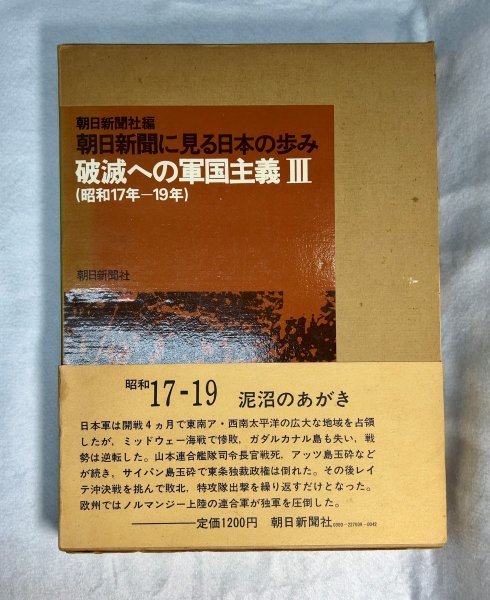 朝日新聞社編
朝日新聞に見る日本の歩み
破滅への軍国主義 III
(昭和17年—19年)
朝日新聞社
昭和17-19 泥沼のあがき
日本軍は開戦4ヵ月で東南ア・西南太平洋の広大な地域を占領
したが，ミッドウェー海戦で惨敗，ガダルカナル島も失い，戦
勢は逆転した。山本連合艦隊司令長官戦死，アッツ島玉砕など
が続き，サイパン島玉砕で東条独裁政権は倒れた。その後レイ
テ沖決戦を挑んで敗北，特攻隊出撃を繰り返すだけとなった。
欧州ではノルマンジー上陸の連合軍が独軍を圧倒した。
———定価1200円 朝日新聞社